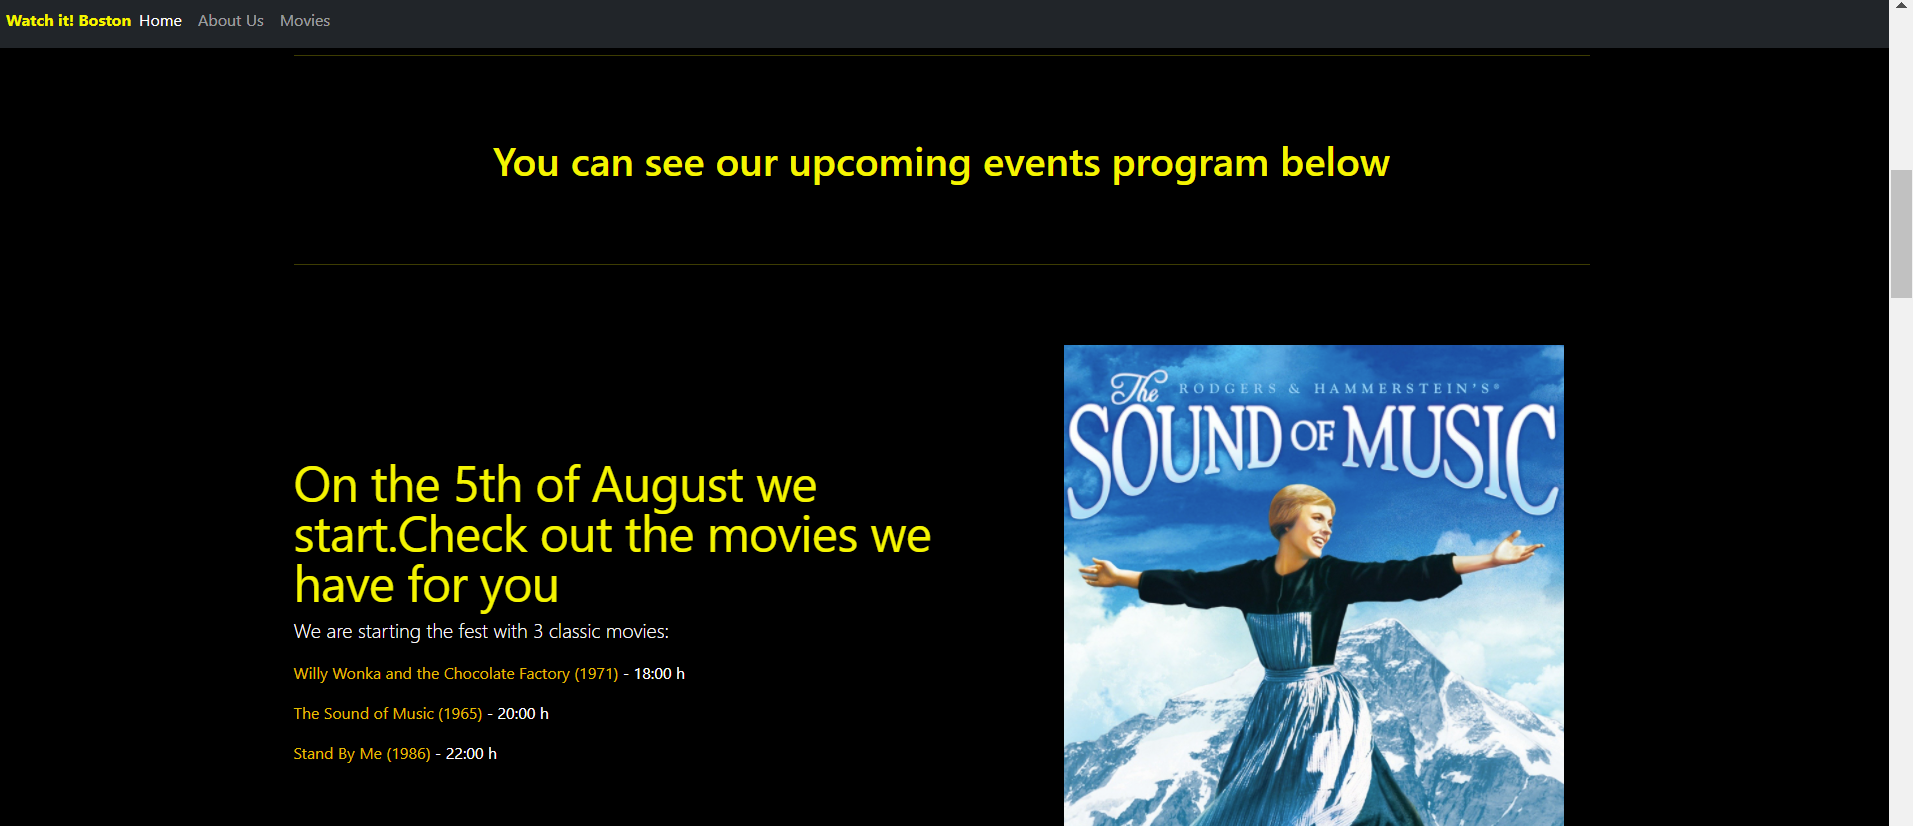 Watch it! Boston Home About Us Movies
You can see our upcoming events program below
On the 5th of August we
start.Check out the movies we
have for you
We are starting the fest with 3 classic movies:
Willy Wonka and the Chocolate Factory (1971) - 18:00 h
The Sound of Music (1965) - 20:00 h
Stand By Me (1986) - 22:00 h
The RODGERS & HAMMERSTEIN'S®
SOUND OF MUSIC